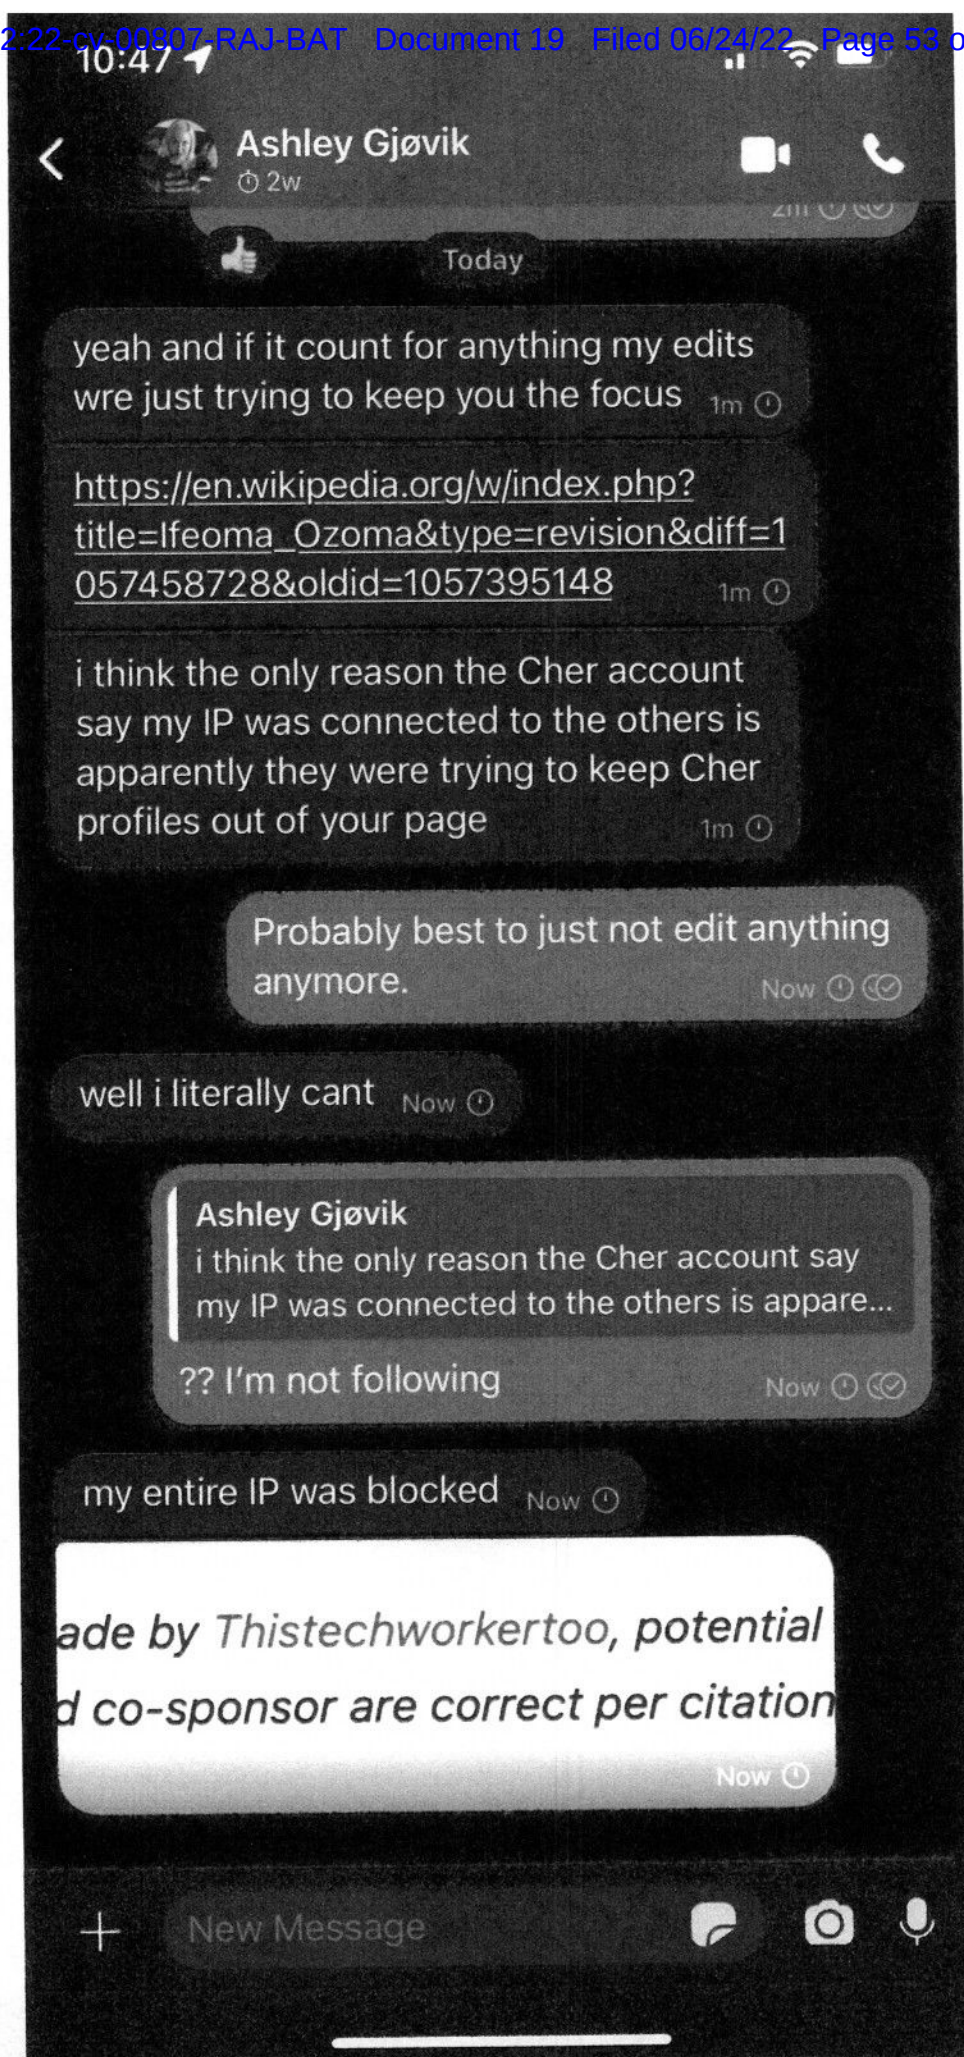 2:22-cv-00807-RAJ-BAT Document 19 Filed 06/24/22 Page 53 o
10:47
Ashley Gjøvik
2w
2m
Today
yeah and if it count for anything my edits
wre just trying to keep you the focus 1m
https://en.wikipedia.org/w/index.php?
title=Ifeoma_Ozoma&type=revision&diff=1
057458728&oldid=1057395148 1m
i think the only reason the Cher account
say my IP was connected to the others is
apparently they were trying to keep Cher
profiles out of your page 1m
Probably best to just not edit anything
anymore. Now
well i literally cant Now
Ashley Gjøvik
i think the only reason the Cher account say
my IP was connected to the others is appare...
?? I'm not following Now
my entire IP was blocked Now
ade by Thistechworkertoo, potential
d co-sponsor are correct per citation
Now
New Message